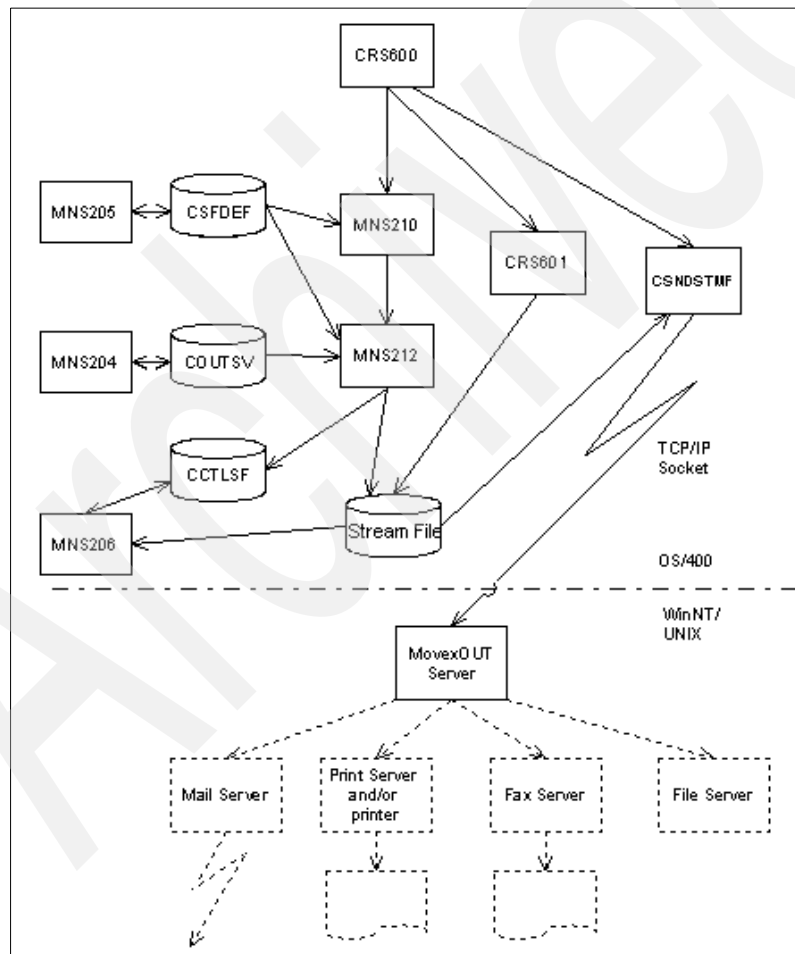 CRS600
MNS205
CSFDEF
MNS210
CRS601
CSNDSTMF
MNS204
COUTSV
MNS212
CCTLSF
TCP/IP
Socket
MNS206
Stream File
OS/400
WinNT/
UNIX
MovexOUT
Server
Mail Server
Print Server
and/or
printer
Fax Server
File Server
Archived